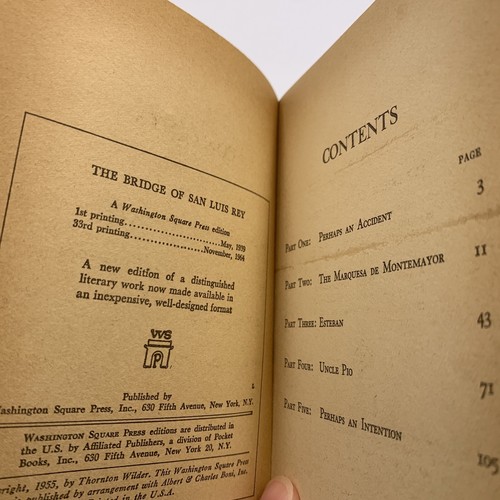 THE BRIDGE OF SAN LUIS REY
A Washington Square Press edition
1st printing........................May, 1939
33rd printing....................November, 1964
A new edition of a distinguished
literary work now made available in
an inexpensive, well-designed format
WS
P
L
Published by
Washington Square Press, Inc., 630 Fifth Avenue, New York, N.Y.
WASHINGTON SQUARE PRESS editions are distributed in
the U.S. by Affiliated Publishers, a division of Pocket
Books, Inc., 630 Fifth Avenue, New York 20, N.Y.
1955, by Thornton Wilder. This Washington Square
published by arrangement with Albert & Charles Boni, Inc.
in the U.S.A.
CONTENTS
PAGE
PART ONE: PERHAPS AN ACCIDENT 3
PART TWO: THE MARQUESA DE MONTEMAYOR 11
PART THREE: ESTEBAN 43
PART FOUR: UNCLE PIO 71
PART FIVE: PERHAPS AN INTENTION 105